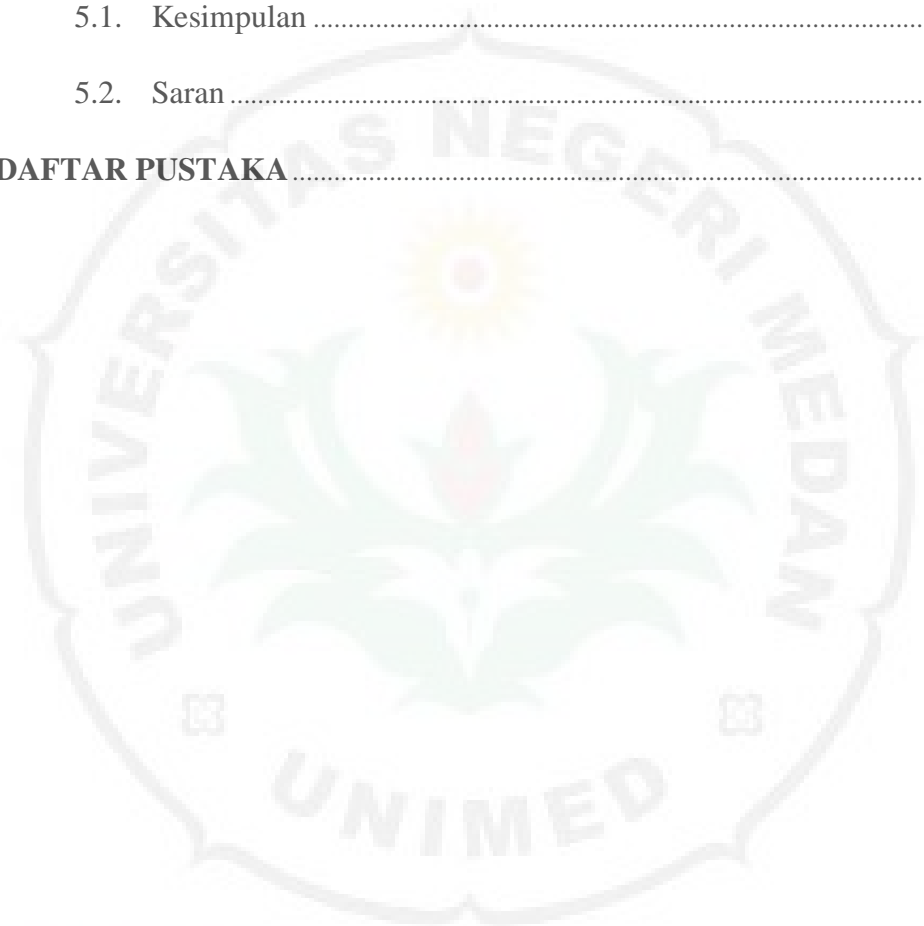 5.1. Kesimpulan ........................................................................................
5.2. Saran ........................................................................................
DAFTAR PUSTAKA ........................................................................................
UNIVERSITAS NEGERI MEDAN
UNIMED